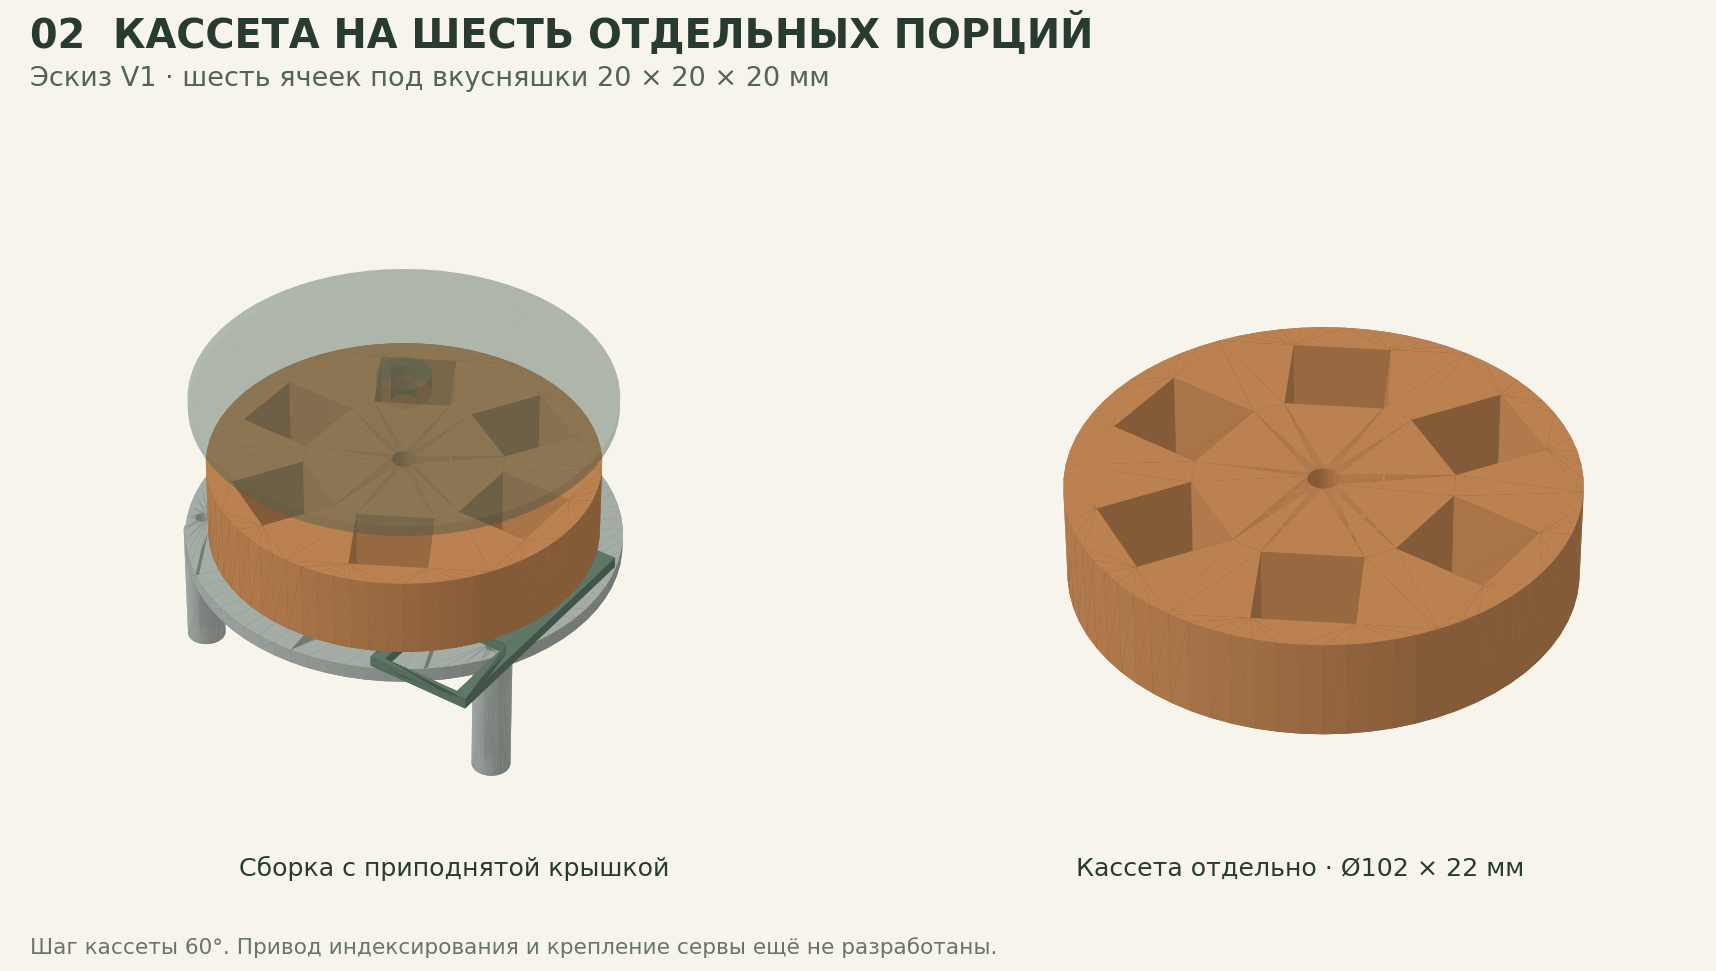 02 КАССЕТА НА ШЕСТЬ ОТДЕЛЬНЫХ ПОРЦИЙ
Эскиз V1 · шесть ячеек под вкусняшки 20 × 20 × 20 мм
Сборка с приподнятой крышкой
Кассета отдельно · Ø102 × 22 мм
Шаг кассеты 60°. Привод индексирования и крепление сервы ещё не разработаны.